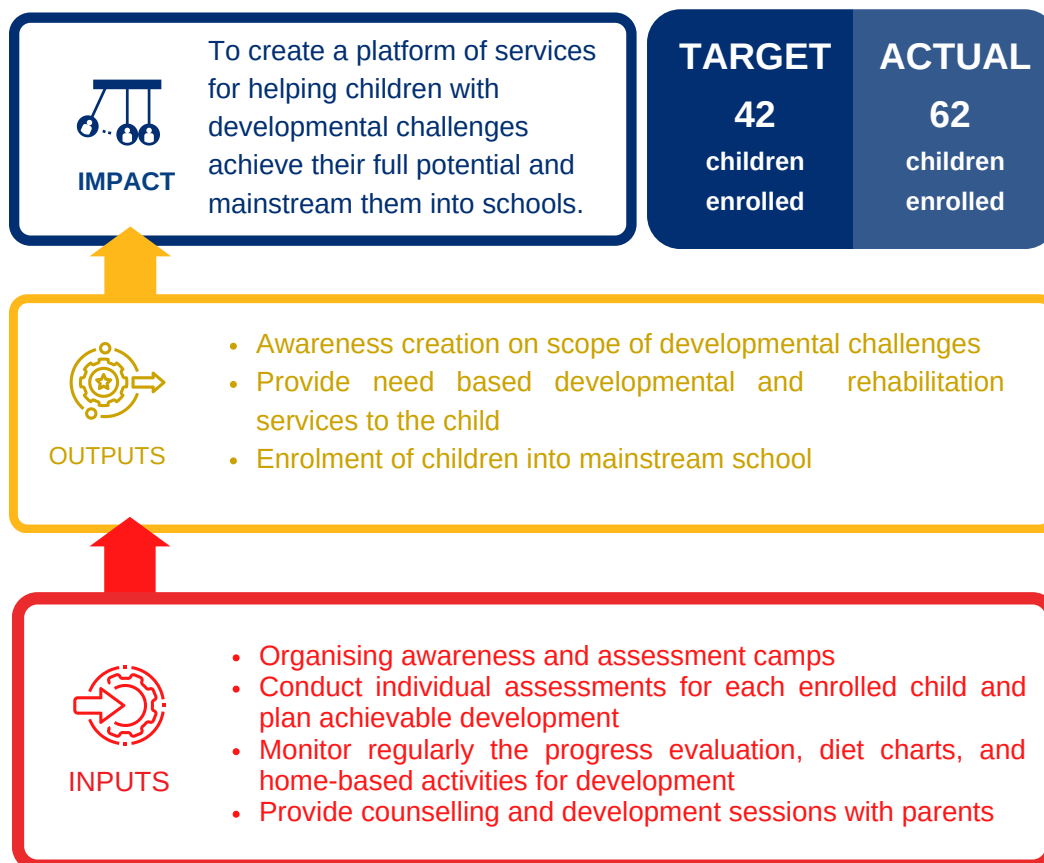 To create a platform of services
for helping children with
developmental challenges
achieve their full potential and
mainstream them into schools.
IMPACT
TARGET
42
children
enrolled
ACTUAL
62
children
enrolled
• Awareness creation on scope of developmental challenges
• Provide need based developmental and rehabilitation
services to the child
• Enrolment of children into mainstream school
OUTPUTS
• Organising awareness and assessment camps
• Conduct individual assessments for each enrolled child and
plan achievable development
• Monitor regularly the progress evaluation, diet charts, and
home-based activities for development
• Provide counselling and development sessions with parents
INPUTS